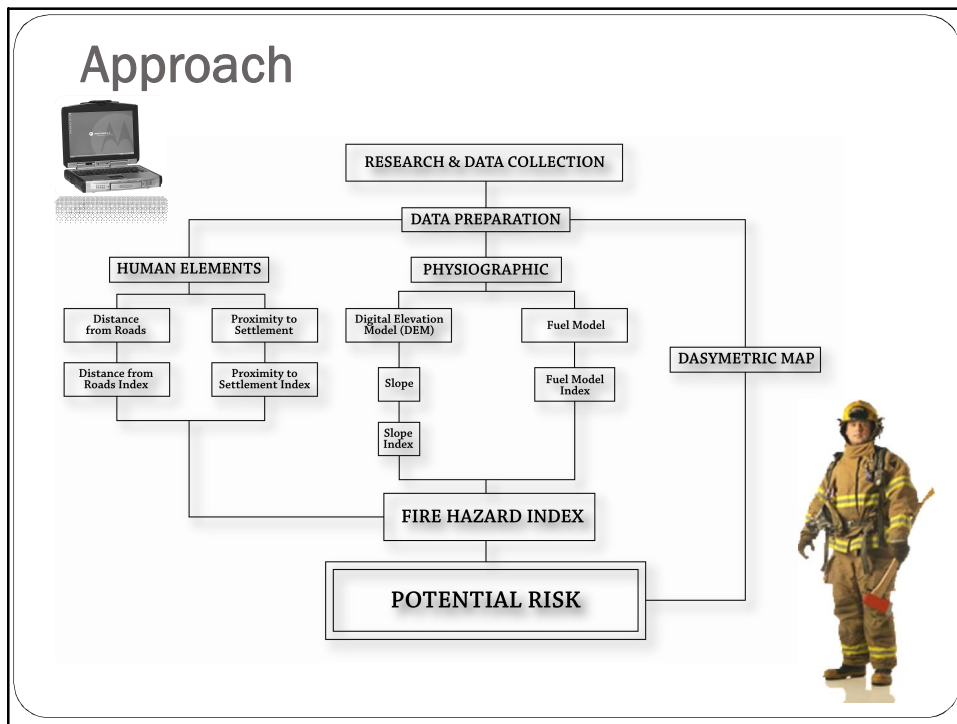 Approach
RESEARCH & DATA COLLECTION
DATA PREPARATION
HUMAN ELEMENTS
PHYSIOGRAPHIC
Distance
from Roads
Proximity to
Settlement
Digital Elevation
Model (DEM)
Fuel Model
DASYMETRIC MAP
Distance from
Roads Index
Proximity to
Settlement Index
Slope
Fuel Model
Index
Slope
Index
FIRE HAZARD INDEX
POTENTIAL RISK